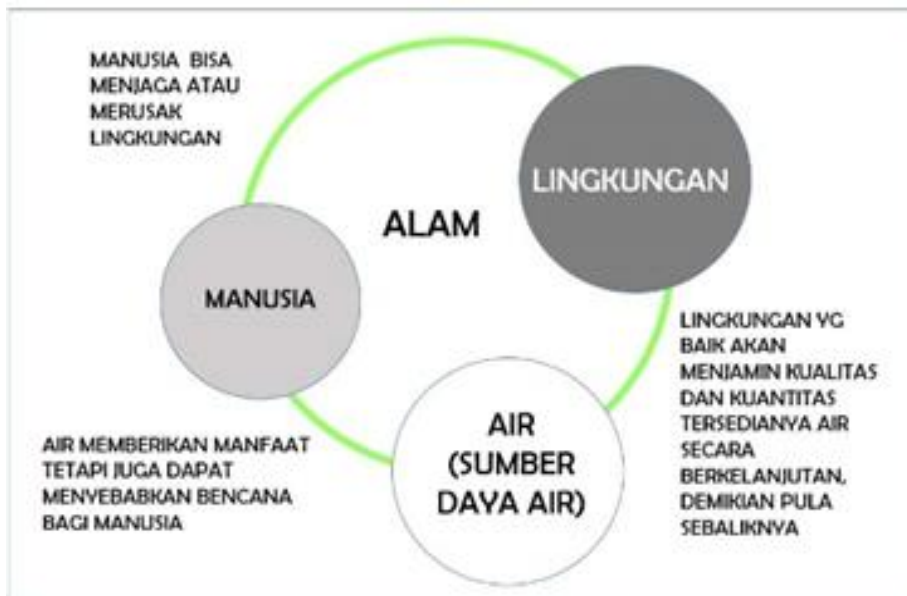 MANUSIA BISA
MENJAGA ATAU
MERUSAK
LINGKUNGAN
LINGKUNGAN
ALAM
MANUSIA
LINGKUNGAN YG
BAIK AKAN
MENJAMIN KUALITAS
DAN KUANTITAS
TERSEDIANYA AIR
SECARA
BERKELANJUTAN,
DEMIKIAN PULA
SEBALIKNYA
AIR
(SUMBER
DAYA AIR)
AIR MEMBERIKAN MANFAAT
TETAPI JUGA DAPAT
MENYEBABKAN BENCANA
BAGI MANUSIA